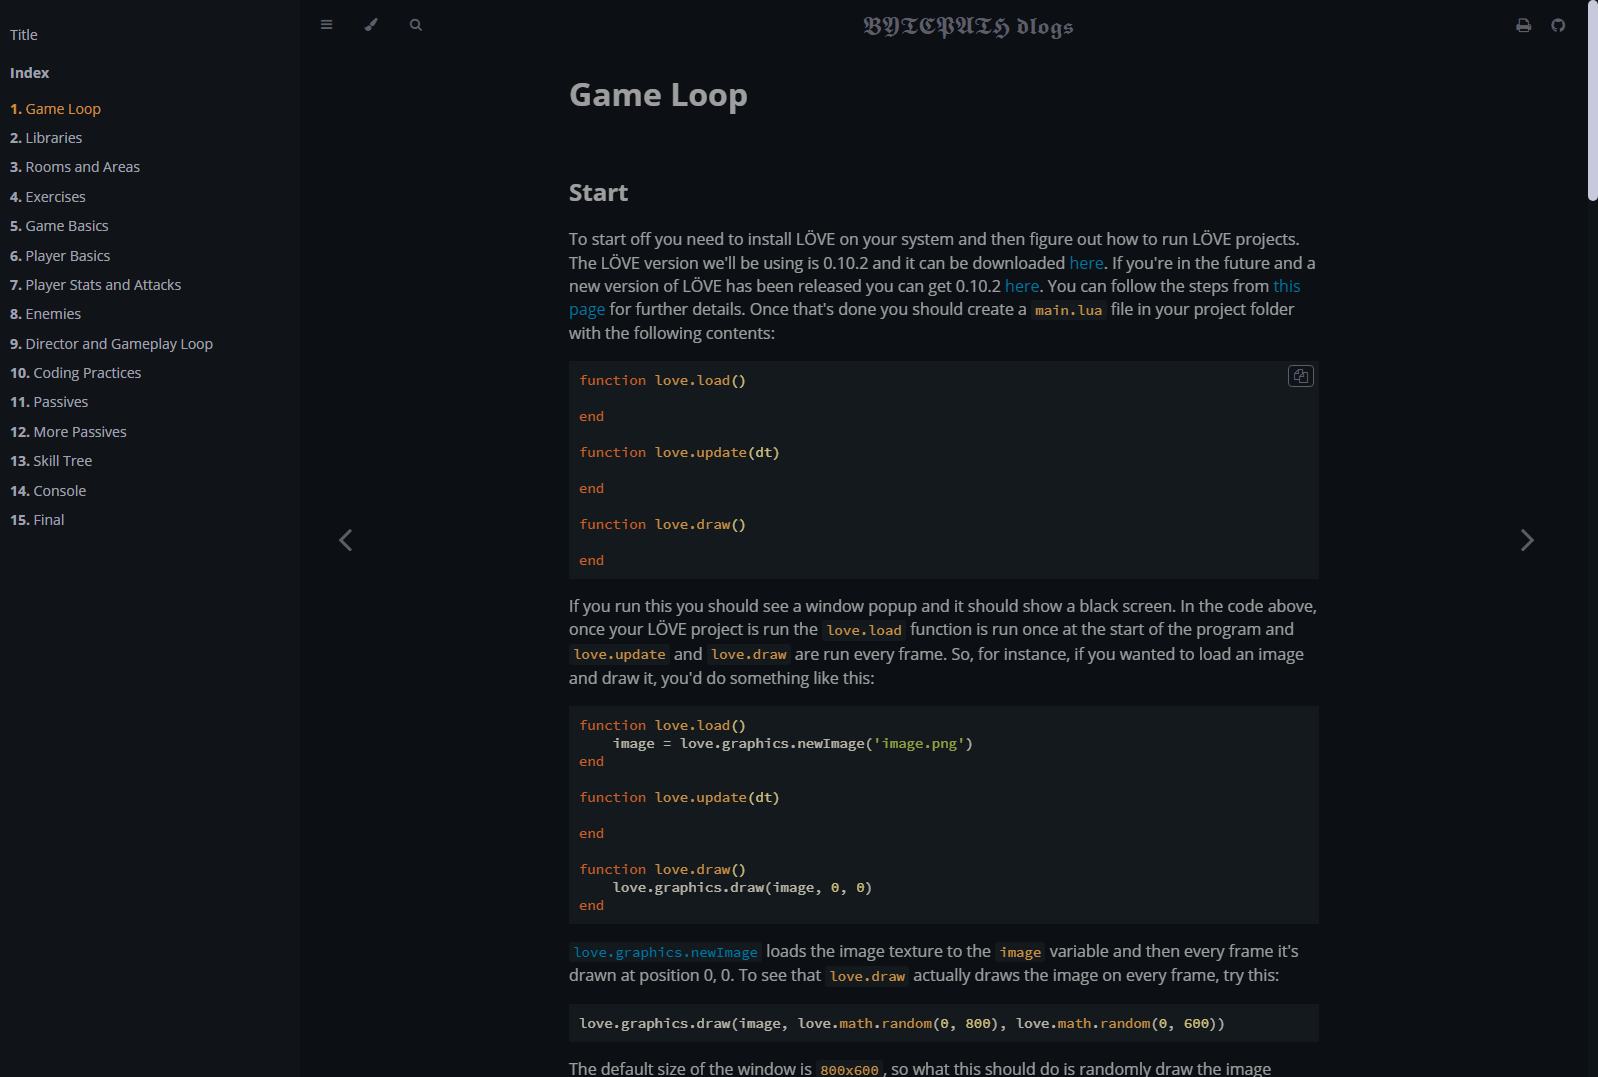 Title
Index
1. Game Loop
2. Libraries
3. Rooms and Areas
4. Exercises
5. Game Basics
6. Player Basics
7. Player Stats and Attacks
8. Enemies
9. Director and Gameplay Loop
10. Coding Practices
11. Passives
12. More Passives
13. Skill Tree
14. Console
15. Final
BYTEPATH dlogs
Game Loop
Start
To start off you need to install LÖVE on your system and then figure out how to run LÖVE projects.
The LÖVE version we'll be using is 0.10.2 and it can be downloaded here. If you're in the future and a
new version of LÖVE has been released you can get 0.10.2 here. You can follow the steps from this
page for further details. Once that's done you should create a main.lua file in your project folder
with the following contents:
function love.load()
end
function love.update(dt)
end
function love.draw()
end
If you run this you should see a window popup and it should show a black screen. In the code above,
once your LÖVE project is run the love.load function is run once at the start of the program and
love.update and love.draw are run every frame. So, for instance, if you wanted to load an image
and draw it, you'd do something like this:
function love.load()
    image = love.graphics.newImage('image.png')
end
function love.update(dt)
end
function love.draw()
    love.graphics.draw(image, 0, 0)
end
love.graphics.newImage loads the image texture to the image variable and then every frame it's
drawn at position 0, 0. To see that love.draw actually draws the image on every frame, try this:
love.graphics.draw(image, love.math.random(0, 800), love.math.random(0, 600))
The default size of the window is 800x600, so what this should do is randomly draw the image